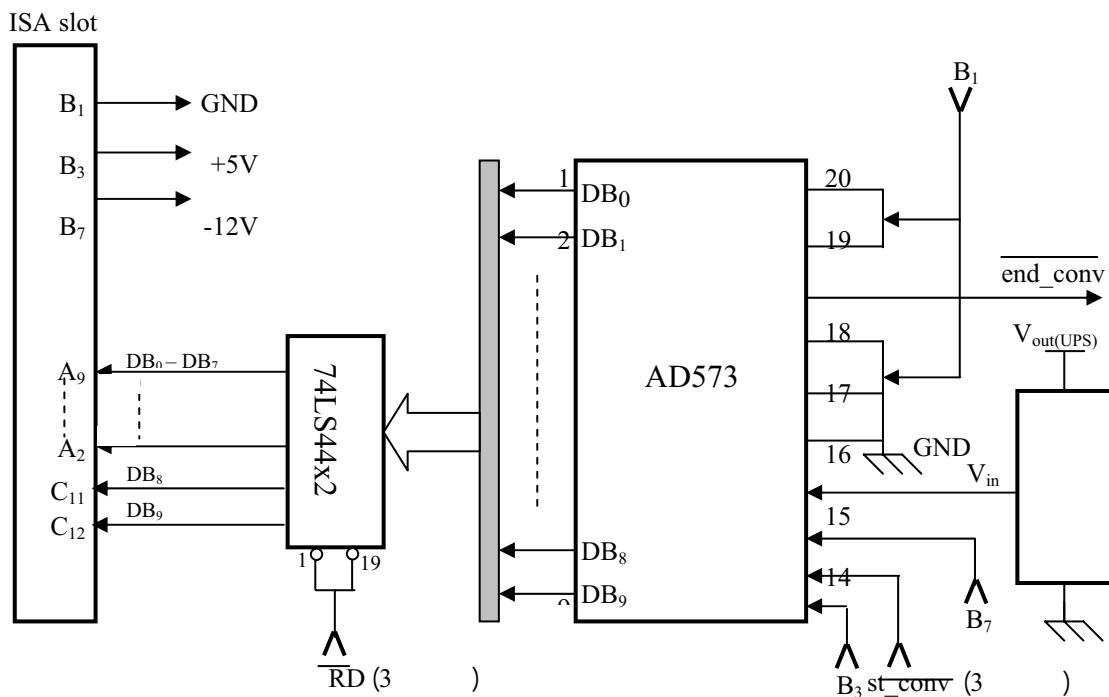 ISA slot
B₁
GND
B₃
+5V
B₇
-12V
A₉
DB₀ – DB₇
A₂
C₁₁
DB₈
C₁₂
DB₉
74LS44x2
1
19
RD (3 )
1
DB₀
2
DB₁
DB₈
DB₉
AD573
20
19
18
17
16
15
14
B₁
end_conv
Vout(UPS)
GND
Vin
B₇
B₃
st_conv (3 )